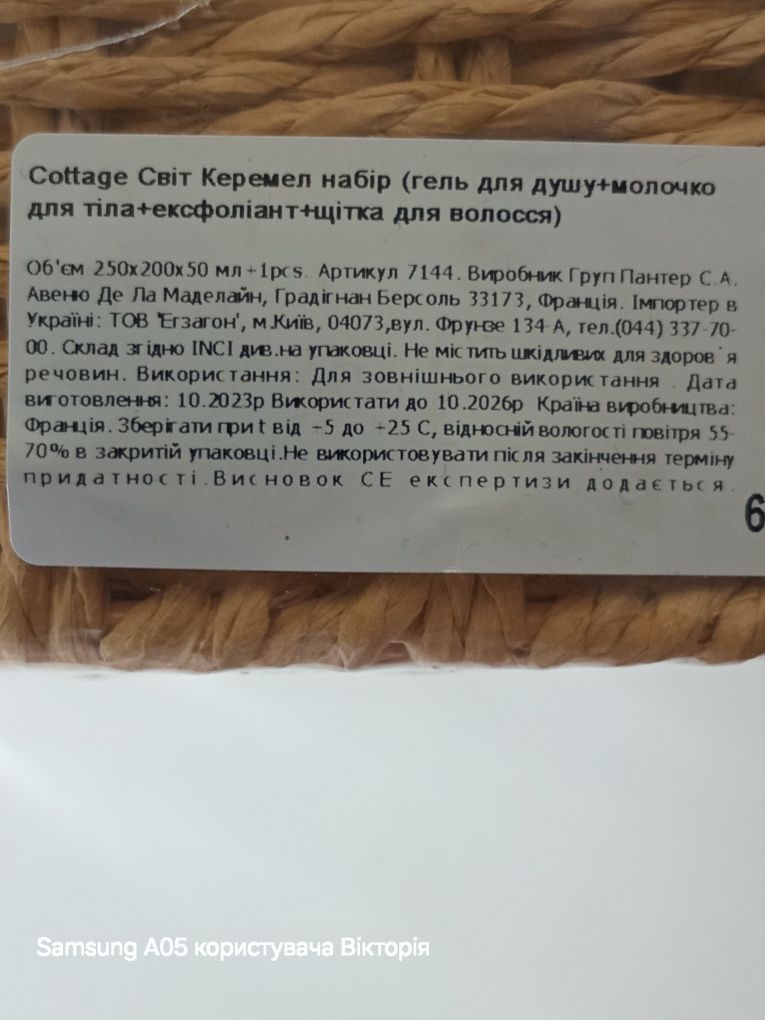 Cottage Світ Керемел набір (гель для душу+молочко
для тіла+ексфоліант+щітка для волосся)
Об'єм 250х200х50 мл+1pcs. Артикул 7144. Виробник Груп Пантер С.А.
Авеню Де Ла Маделайн, Градігнан Берсоль 33173, Франція. Імпортер в
Україні: ТОВ 'Егзагон', м.Київ, 04073,вул. Фрунзе 134-А, тел.(044) 337-70-
00. Склад згідно INCI див.на упаковці. Не містить шкідливих для здоров'я
речовин. Використання: Для зовнішнього використання . Дата
виготовлення: 10.2023р Використати до 10.2026р Країна виробництва:
Франція. Зберігати при t від +5 до +25 С, відносній вологості повітря 55-
70% в закритій упаковці.Не використовувати після закінчення терміну
придатності.Висновок СЕ експертизи додається.
6
Samsung A05 користувача Вікторія